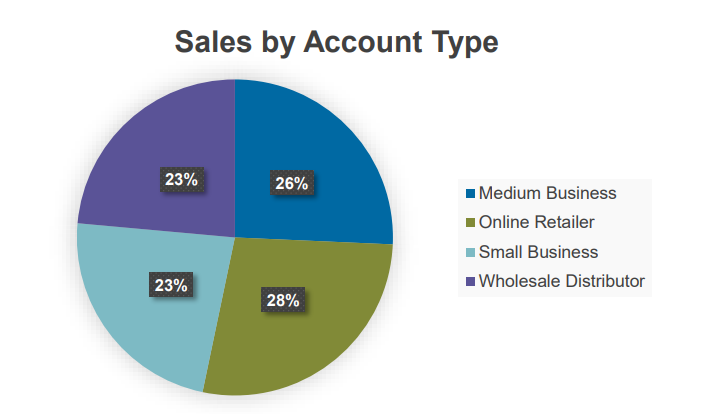 Sales by Account Type
23%
26%
23%
28%
Medium Business
Online Retailer
Small Business
Wholesale Distributor